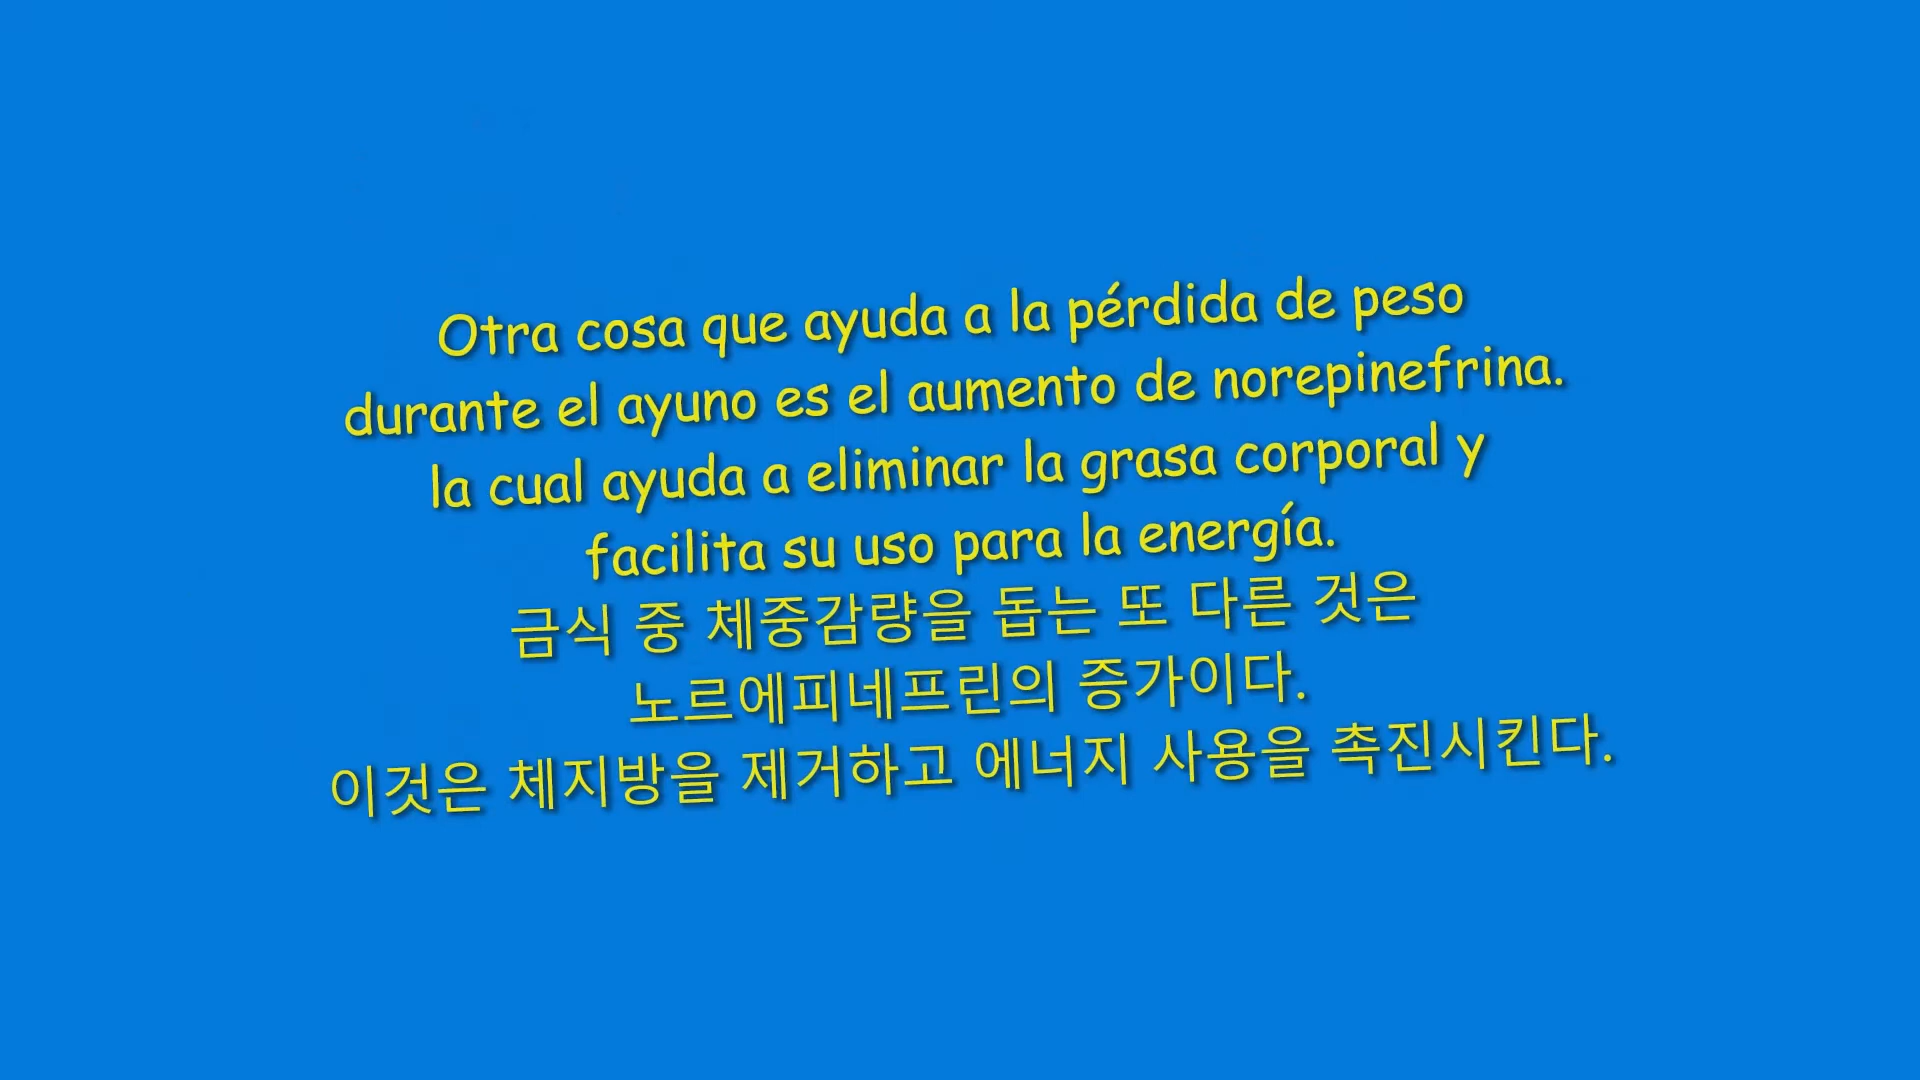 Otra cosa que ayuda a la pérdida de peso
durante el ayuno es el aumento de norepinefrina.
la cual ayuda a eliminar la grasa corporal y
facilita su uso para la energía.
금식 중 체중감량을 돕는 또 다른 것은
노르에피네프린의 증가이다.
이것은 체지방을 제거하고 에너지 사용을 촉진시킨다.